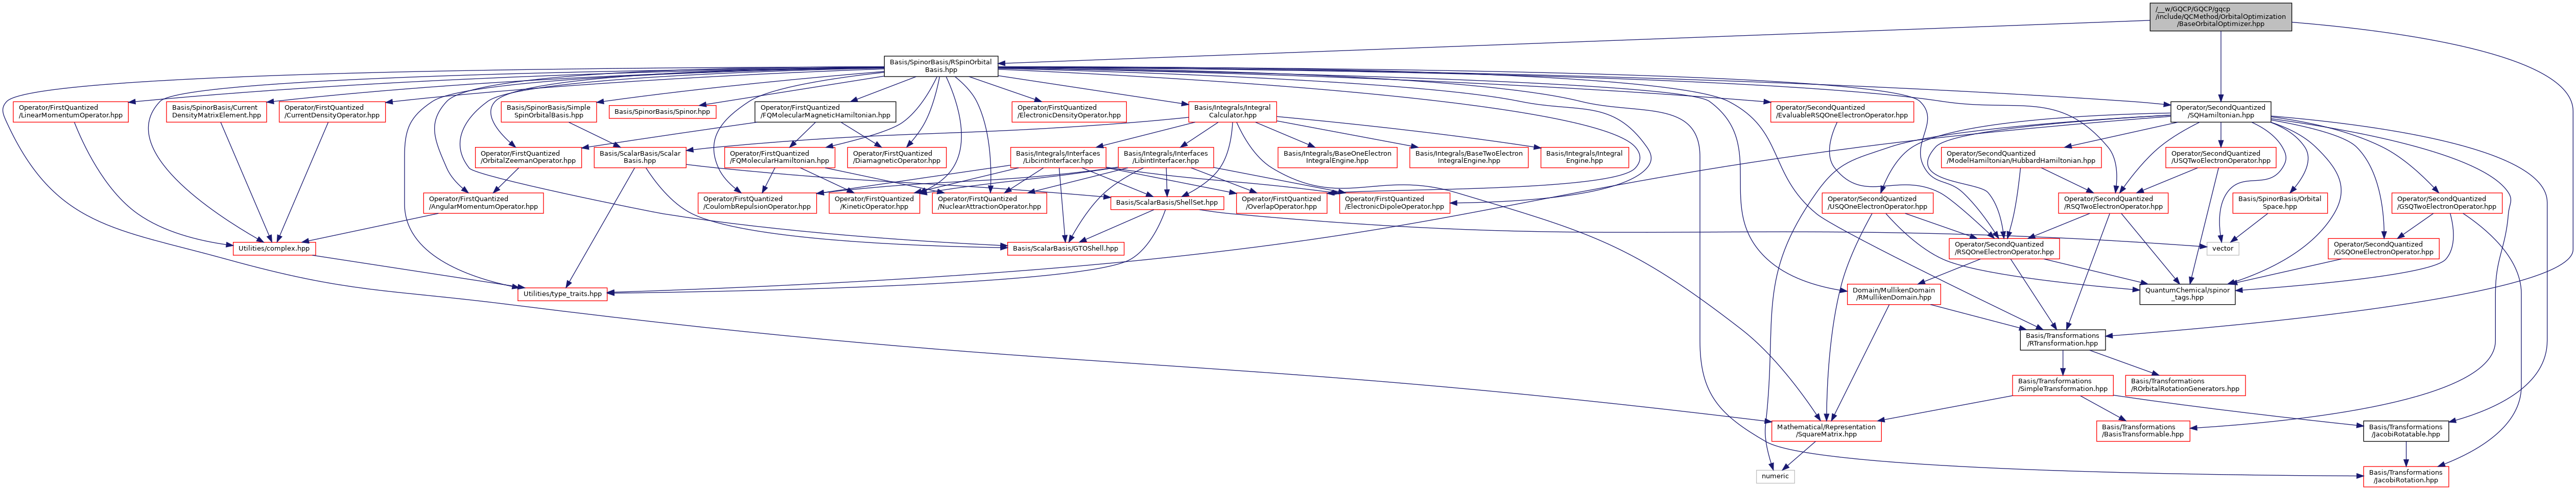 /__w/GQCP/GQCP/gqcp
/include/QCMethod/OrbitalOptimization
/BaseOrbitalOptimizer.hpp
Basis/SpinorBasis/RSpinOrbital
Basis.hpp
Operator/FirstQuantized
/LinearMomentumOperator.hpp
Basis/SpinorBasis/Current
DensityMatrixElement.hpp
Operator/FirstQuantized
/CurrentDensityOperator.hpp
Basis/SpinorBasis/Simple
SpinOrbitalBasis.hpp
Basis/SpinorBasis/Spinor.hpp
Operator/FirstQuantized
/FQMolecularMagneticHamiltonian.hpp
Operator/FirstQuantized
/ElectronicDensityOperator.hpp
Basis/Integrals/Integral
Calculator.hpp
Operator/SecondQuantized
/EvaluableRSQOneElectronOperator.hpp
Operator/SecondQuantized
/SQHamiltonian.hpp
Operator/FirstQuantized
/OrbitalZeemanOperator.hpp
Basis/ScalarBasis/Scalar
Basis.hpp
Operator/FirstQuantized
/FQMolecularHamiltonian.hpp
Operator/FirstQuantized
/DiamagneticOperator.hpp
Basis/Integrals/Interfaces
/LibcintInterfacer.hpp
Basis/Integrals/Interfaces
/LibintInterfacer.hpp
Basis/Integrals/BaseOneElectron
IntegralEngine.hpp
Basis/Integrals/BaseTwoElectron
IntegralEngine.hpp
Basis/Integrals/Integral
Engine.hpp
Operator/SecondQuantized
/ModelHamiltonian/HubbardHamiltonian.hpp
Operator/SecondQuantized
/USQTwoElectronOperator.hpp
Operator/FirstQuantized
/AngularMomentumOperator.hpp
Operator/FirstQuantized
/CoulombRepulsionOperator.hpp
Operator/FirstQuantized
/KineticOperator.hpp
Operator/FirstQuantized
/NuclearAttractionOperator.hpp
Basis/ScalarBasis/ShellSet.hpp
Operator/FirstQuantized
/OverlapOperator.hpp
Operator/FirstQuantized
/ElectronicDipoleOperator.hpp
Operator/SecondQuantized
/USQOneElectronOperator.hpp
Operator/SecondQuantized
/RSQTwoElectronOperator.hpp
Basis/SpinorBasis/Orbital
Space.hpp
Operator/SecondQuantized
/GSQTwoElectronOperator.hpp
Utilities/complex.hpp
Basis/ScalarBasis/GTOShell.hpp
Operator/SecondQuantized
/RSQOneElectronOperator.hpp
vector
Operator/SecondQuantized
/GSQOneElectronOperator.hpp
Utilities/type_traits.hpp
Domain/MullikenDomain
/RMullikenDomain.hpp
QuantumChemical/spinor
_tags.hpp
Basis/Transformations
/RTransformation.hpp
Basis/Transformations
/SimpleTransformation.hpp
Basis/Transformations
/ROrbitalRotationGenerators.hpp
Mathematical/Representation
/SquareMatrix.hpp
Basis/Transformations
/BasisTransformable.hpp
Basis/Transformations
/JacobiRotatable.hpp
numeric
Basis/Transformations
/JacobiRotation.hpp